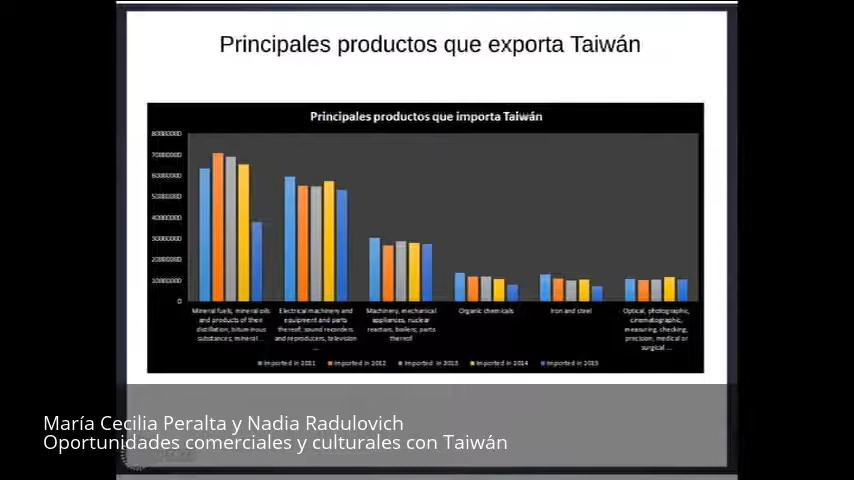 Principales productos que exporta Taiwán
Principales productos que importa Taiwán
80000000
70000000
60000000
50000000
40000000
30000000
20000000
10000000
0
Mineral fuels, mineral oils
and products of their
distillation, bituminous
substances, mineral ...
Electrical machinery and
equipment and parts
thereof, sound recorders
and reproducers, television
...
Machinery, mechanical
appliances, nuclear
reactors, boilers; parts
thereof
Organic chemicals
Iron and steel
Optical, photographic,
cinematographic,
measuring, checking,
precision, medical or
surgical ...
Imported in 2011 Imported in 2012 Imported in 2013 Imported in 2014 Imported in 2015
María Cecilia Peralta y Nadia Radulovich
Oportunidades comerciales y culturales con Taiwán